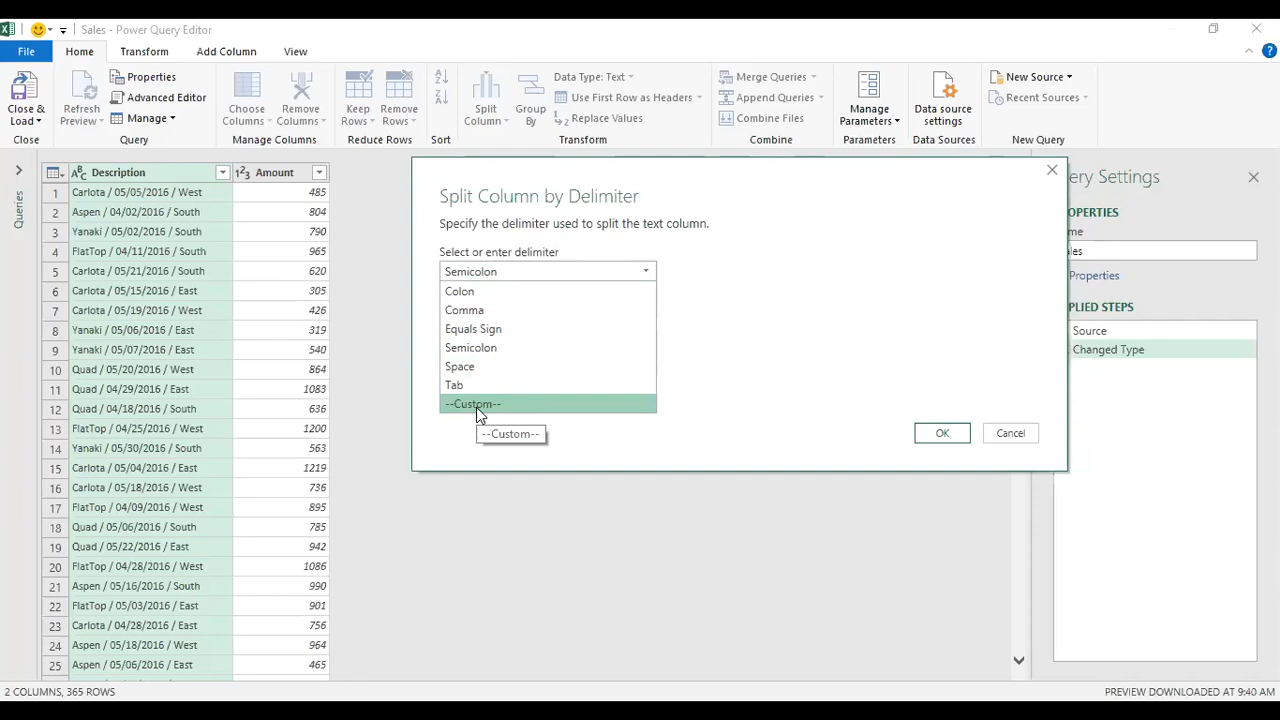 Sales - Power Query Editor
File Home Transform Add Column View
Close & Load
Close
Refresh Preview
Properties
Advanced Editor
Manage
Query
Choose Columns
Remove Columns
Manage Columns
Keep Rows
Remove Rows
Reduce Rows
Sort
Split Column
Group By
Data Type: Text
Use First Row as Headers
Replace Values
Transform
Merge Queries
Append Queries
Combine Files
Combine
Manage Parameters
Parameters
Data source settings
Data Sources
New Source
Recent Sources
New Query
Queries
Description Amount
1 Carlota / 05/05/2016 / West 485
2 Aspen / 04/02/2016 / South 804
3 Yanaki / 05/02/2016 / South 790
4 FlatTop / 04/11/2016 / South 965
5 Carlota / 05/21/2016 / South 620
6 Carlota / 05/15/2016 / East 305
7 Carlota / 05/19/2016 / West 426
8 Yanaki / 05/06/2016 / East 319
9 Yanaki / 05/07/2016 / East 540
10 Quad / 05/20/2016 / West 864
11 Quad / 04/29/2016 / East 1083
12 Quad / 04/18/2016 / South 636
13 FlatTop / 04/25/2016 / West 1200
14 Yanaki / 05/30/2016 / South 563
15 Carlota / 05/04/2016 / East 1219
16 Carlota / 05/18/2016 / West 736
17 FlatTop / 04/09/2016 / West 895
18 Quad / 05/06/2016 / South 785
19 Quad / 05/22/2016 / East 942
20 FlatTop / 04/28/2016 / West 1086
21 Aspen / 05/16/2016 / South 990
22 FlatTop / 05/03/2016 / East 901
23 Carlota / 04/28/2016 / East 756
24 Aspen / 05/18/2016 / West 964
25 Aspen / 05/06/2016 / East 465
Split Column by Delimiter
Specify the delimiter used to split the text column.
Select or enter delimiter
Semicolon
Colon
Comma
Equals Sign
Semicolon
Space
Tab
--Custom--
--Custom--
OK Cancel
ery Settings
OPERTIES
me
les
Properties
PLIED STEPS
Source
Changed Type
2 COLUMNS, 365 ROWS
PREVIEW DOWNLOADED AT 9:40 AM